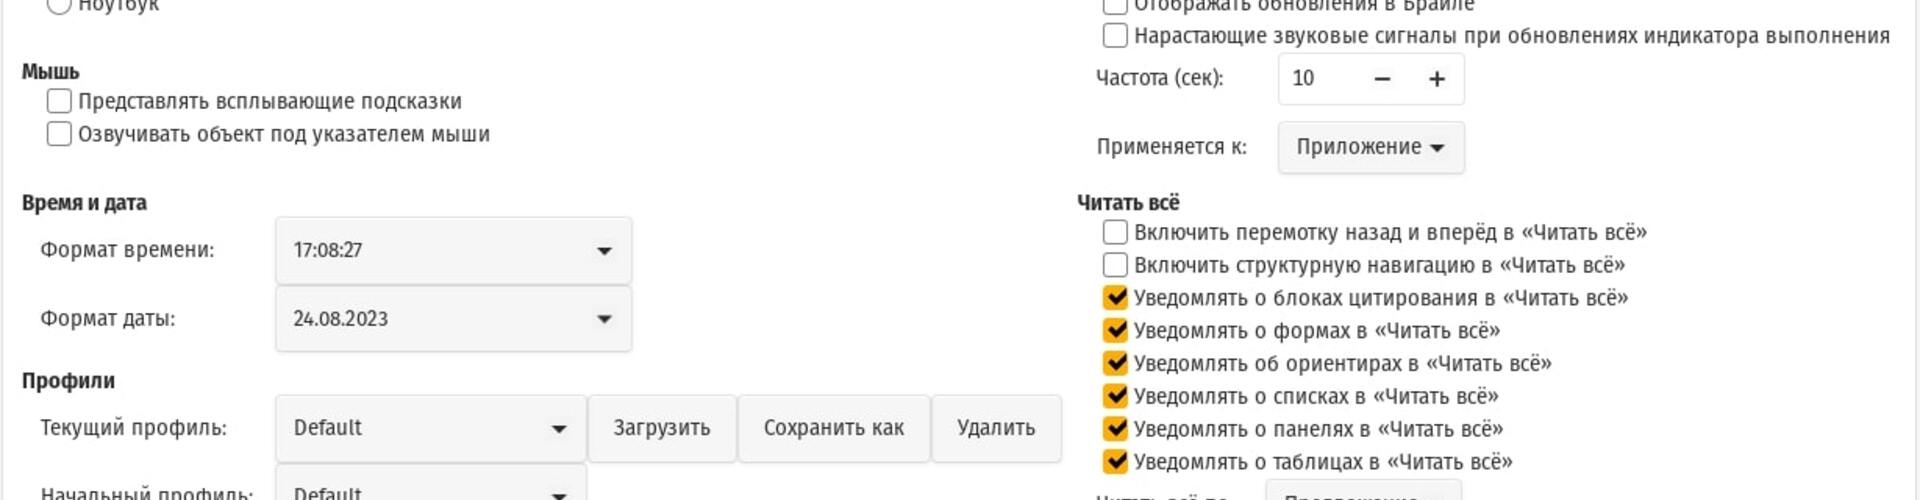 Ноутбук
Мышь
Представлять всплывающие подсказки
Озвучивать объект под указателем мыши
Время и дата
Формат времени: 17:08:27
Формат даты: 24.08.2023
Профили
Текущий профиль: Default Загрузить Сохранить как Удалить
Начальный профиль: Default
Отображать обновления в Брайле
Нарастающие звуковые сигналы при обновлениях индикатора выполнения
Частота (сек): 10 − +
Применяется к: Приложение
Читать всё
Включить перемотку назад и вперёд в «Читать всё»
Включить структурную навигацию в «Читать всё»
Уведомлять о блоках цитирования в «Читать всё»
Уведомлять о формах в «Читать всё»
Уведомлять об ориентирах в «Читать всё»
Уведомлять о списках в «Читать всё»
Уведомлять о панелях в «Читать всё»
Уведомлять о таблицах в «Читать всё»